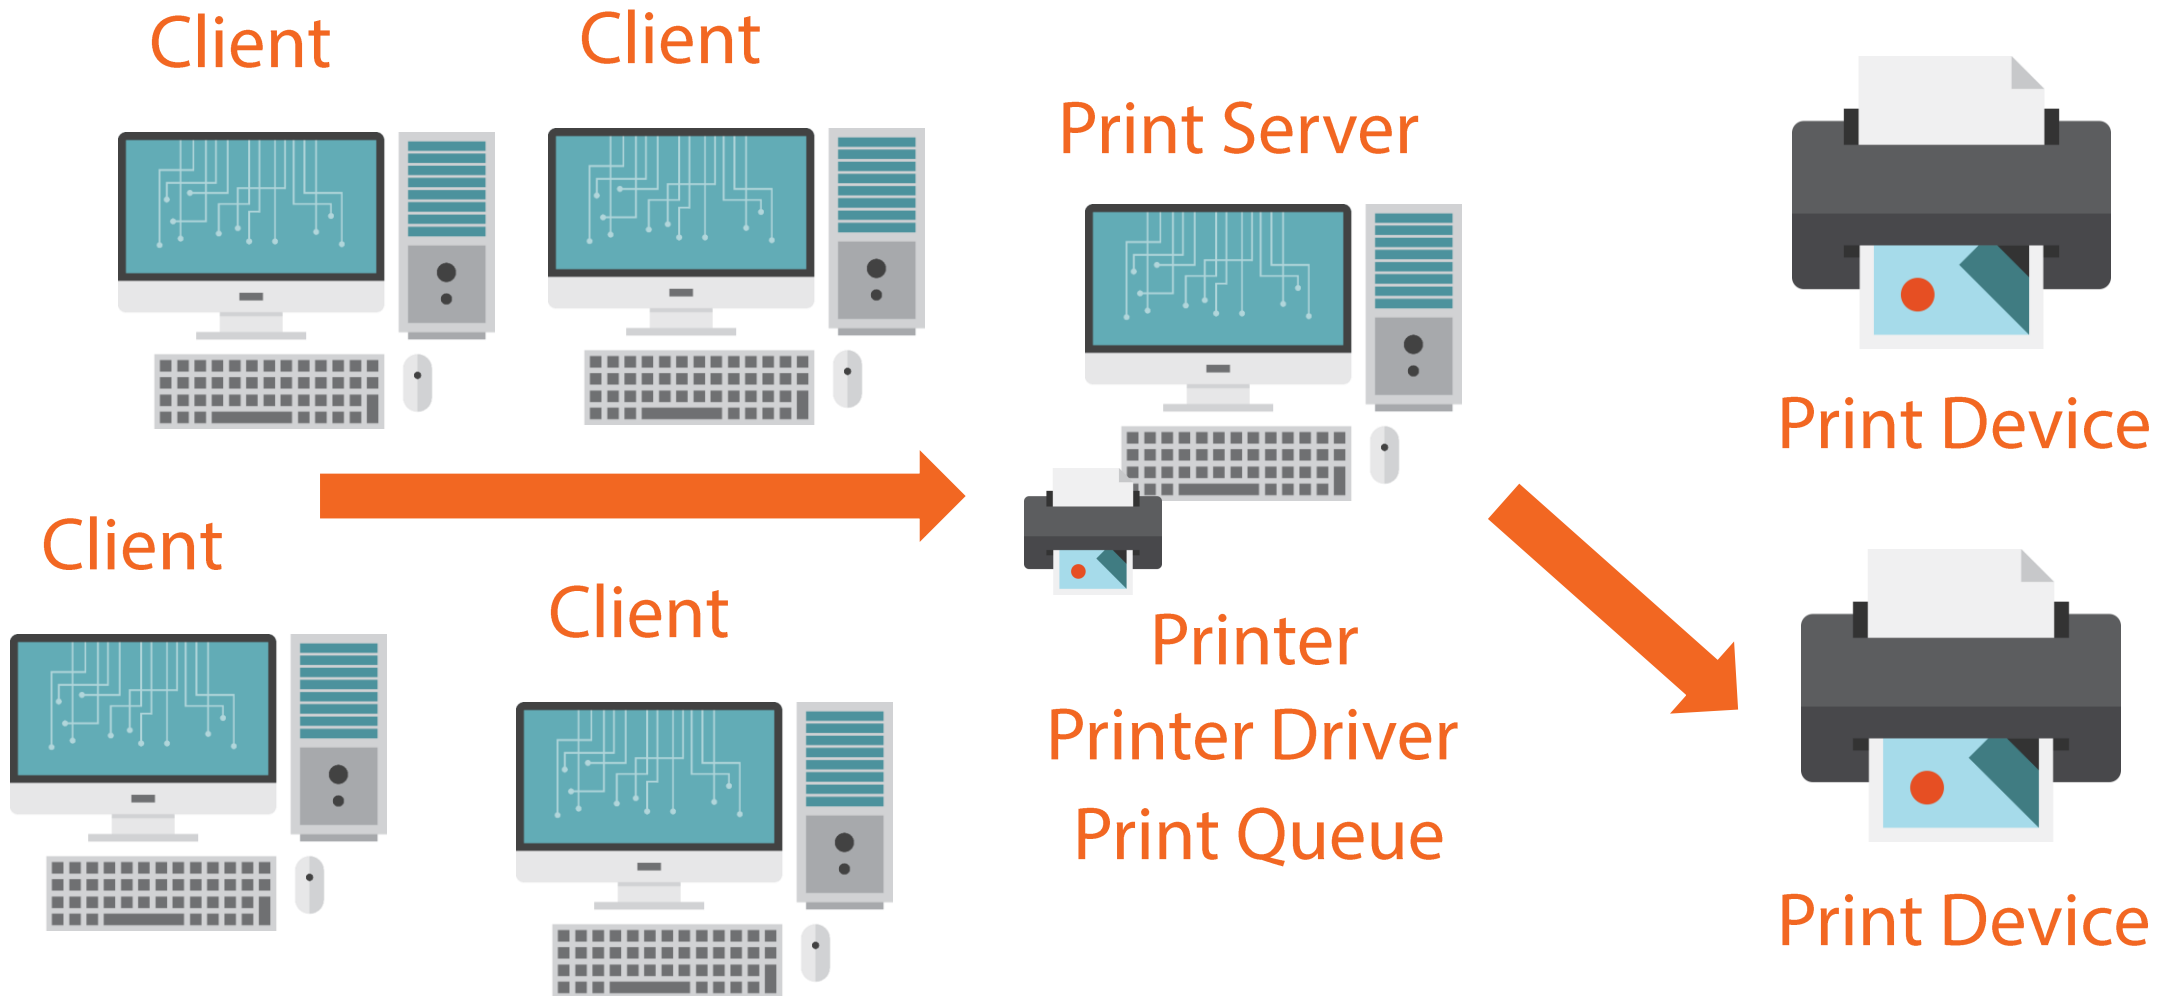 Client
Client
Print Server
Print Device
Client
Client
Printer
Printer Driver
Print Queue
Print Device